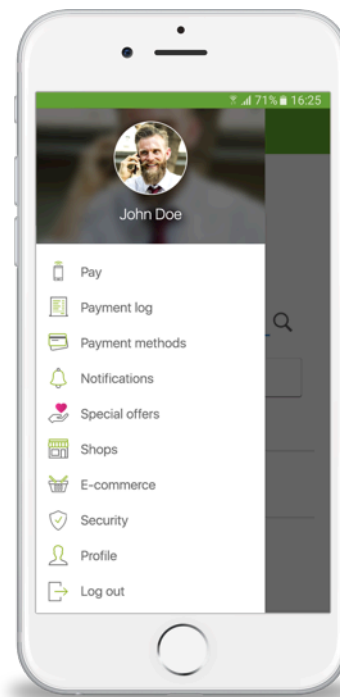 71% 16:25
John Doe
Pay
Payment log
Payment methods
Notifications
Special offers
Shops
E-commerce
Security
Profile
Log out